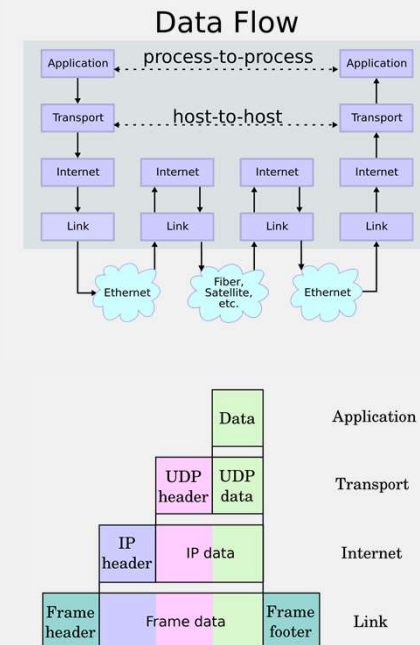 Data Flow
process-to-process
Application
Application
host-to-host
Transport
Transport
Internet
Internet
Internet
Internet
Link
Link
Link
Link
Ethernet
Fiber,
Satellite,
etc.
Ethernet
Data
Application
UDP
header
UDP
data
Transport
IP
header
IP data
Internet
Frame
header
Frame data
Frame
footer
Link